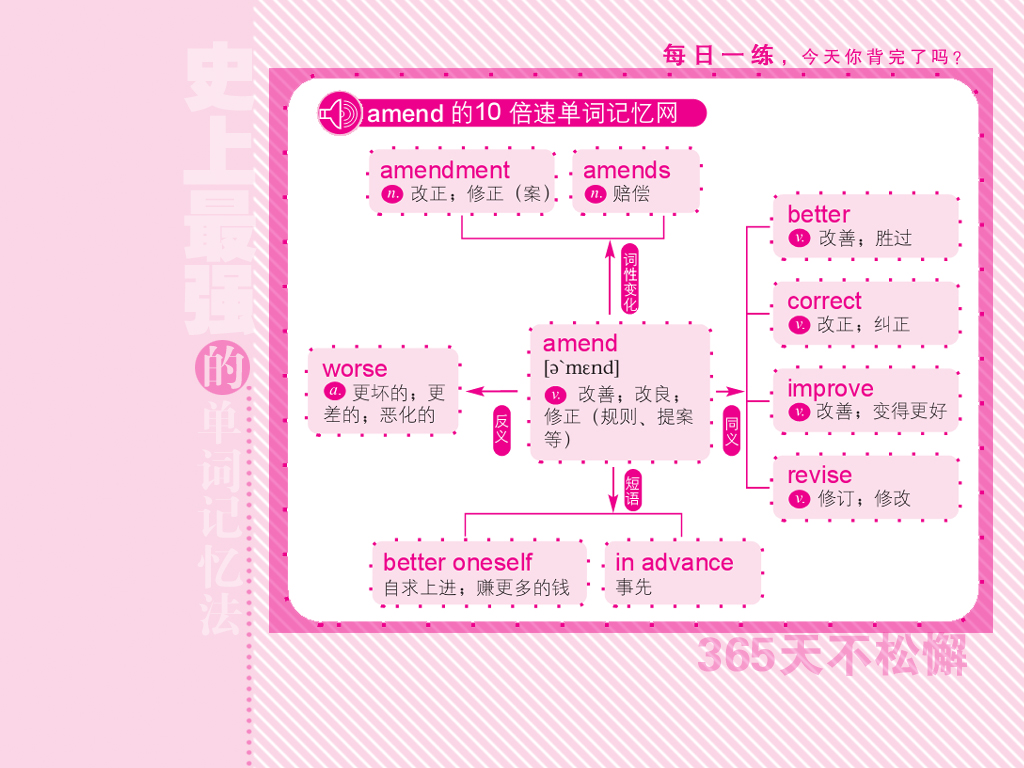 史上最强的单词记忆法
每日一练，今天你背完了吗?
amend 的10 倍速单词记忆网
amendment
n. 改正；修正（案）
amends
n. 赔偿
词性变化
better
v. 改善；胜过
correct
v. 改正；纠正
improve
v. 改善；变得更好
revise
v. 修订；修改
amend
[ə`mɛnd]
v. 改善；改良；
修正（规则、提案
等）
同义
worse
a. 更坏的；更
差的；恶化的
反义
短语
better oneself
自求上进；赚更多的钱
in advance
事先
365天不松懈